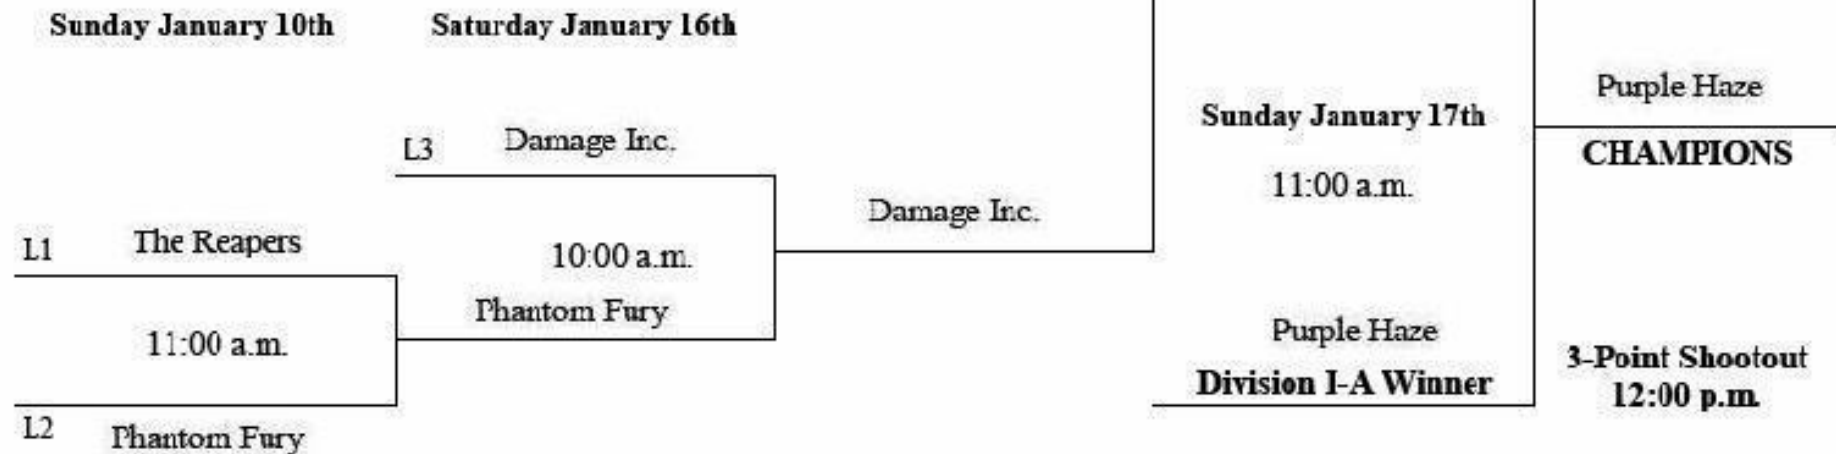 Sunday January 10th
Saturday January 16th
Purple Haze
Sunday January 17th
CHAMPIONS
L3 Damage Inc.
11:00 a.m.
Damage Inc.
L1 The Reapers
10:00 a.m.
Phantom Fury
11:00 a.m.
Purple Haze
Division I-A Winner
3-Point Shootout
12:00 p.m.
L2 Phantom Fury